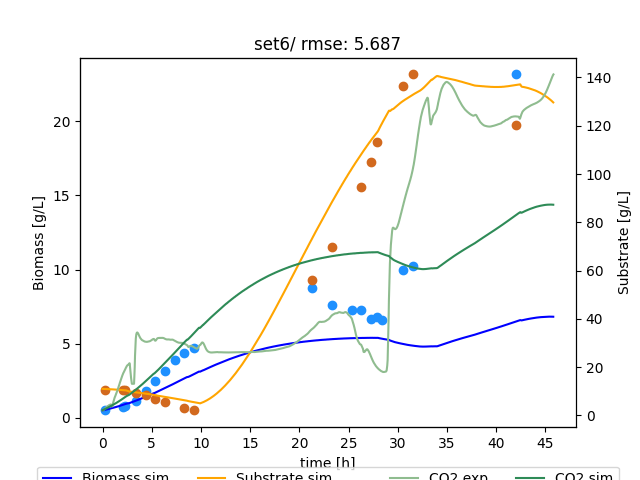 set6/ rmse: 5.687
Biomass [g/L]
0
5
10
15
20
0
20
40
60
80
100
120
140
Substrate [g/L]
0 5 10 15 20 25 30 35 40 45
time [h]
Biomass sim Substrate sim CO2 exp CO2 sim